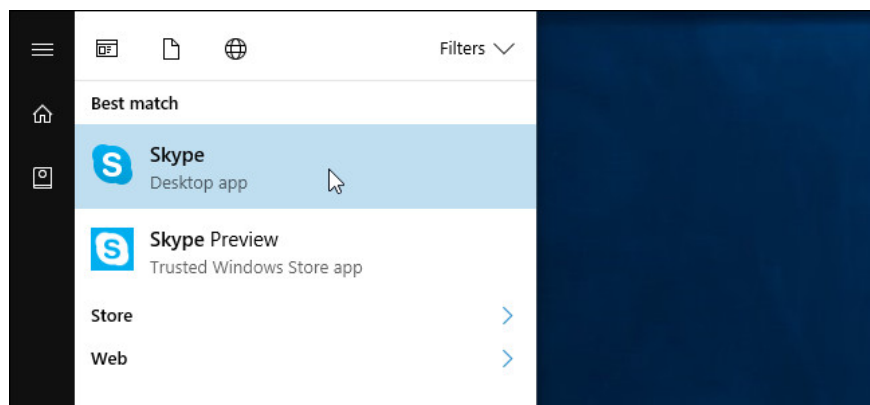 Filters
Best match
Skype
Desktop app
Skype Preview
Trusted Windows Store app
Store
Web